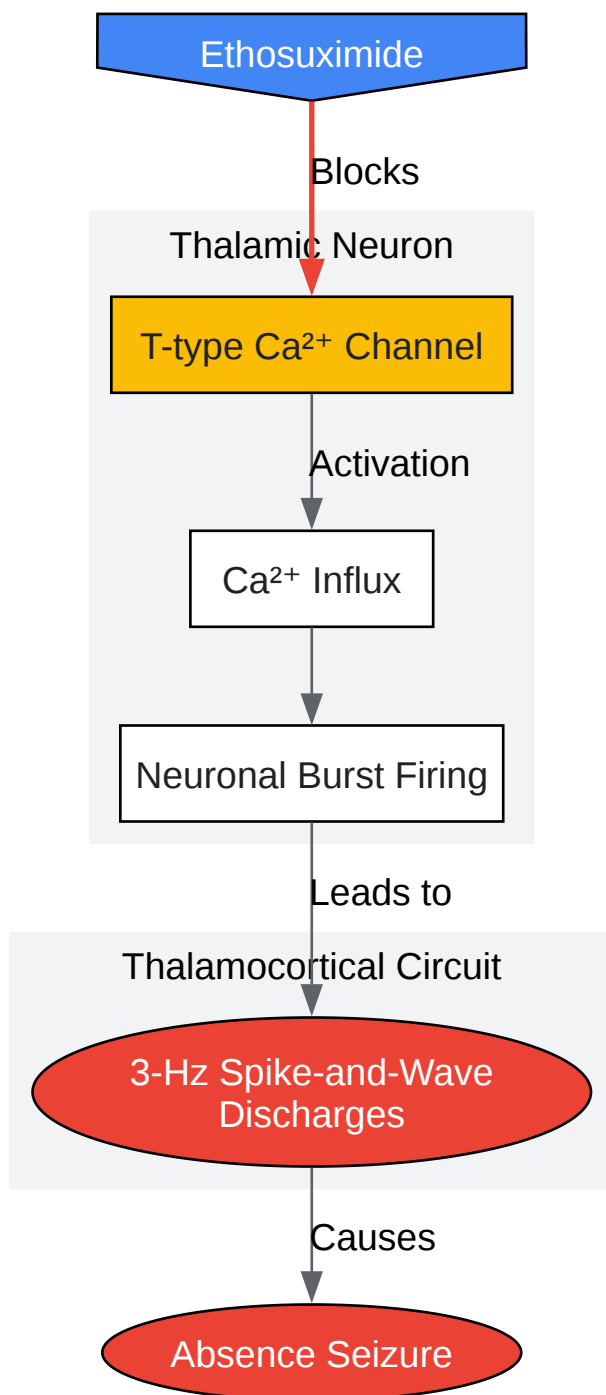 Ethosuximide
Blocks
Thalamic Neuron
T-type Ca²⁺ Channel
Activation
Ca²⁺ Influx
Neuronal Burst Firing
Leads to
Thalamocortical Circuit
3-Hz Spike-and-Wave
Discharges
Causes
Absence Seizure